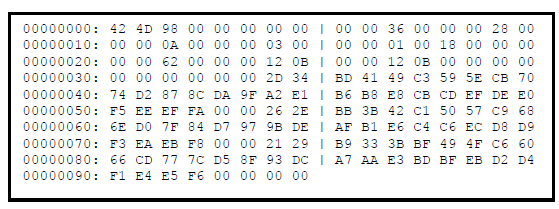 00000000: 42 4D 98 00 00 00 00 00 | 00 00 36 00 00 00 28 00
00000010: 00 00 0A 00 00 00 03 00 | 00 00 01 00 18 00 00 00
00000020: 00 00 62 00 00 00 12 0B | 00 00 12 0B 00 00 00 00
00000030: 00 00 00 00 00 00 2D 34 | BD 41 49 C3 59 5E CB 70
00000040: 74 D2 87 8C DA 9F A2 E1 | B6 B8 E8 CB CD EF DE E0
00000050: F5 EE EF FA 00 00 26 2E | BB 3B 42 C1 50 57 C9 68
00000060: 6E D0 7F 84 D7 97 9B DE | AF B1 E6 C4 C6 EC D8 D9
00000070: F3 EA EB F8 00 00 21 29 | B9 33 3B BF 49 4F C6 60
00000080: 66 CD 77 7C D5 8F 93 DC | A7 AA E3 BD BF EB D2 D4
00000090: F1 E4 E5 F6 00 00 00 00